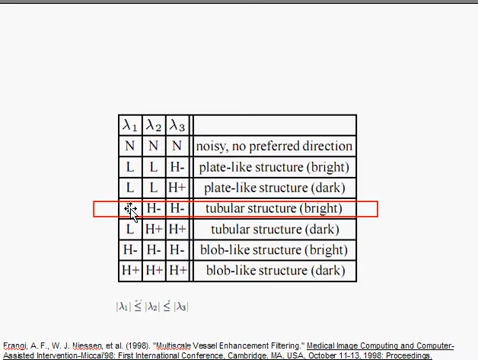 λ1 λ2 λ3
N N N noisy, no preferred direction
L L H- plate-like structure (bright)
L L H+ plate-like structure (dark)
H- H- tubular structure (bright)
L H+ H+ tubular structure (dark)
H- H- H- blob-like structure (bright)
H+ H+ H+ blob-like structure (dark)
|λ1| ≤ |λ2| ≤ |λ3|
Frangi, A. F., W. J. Niessen, et al. (1998). "Multiscale Vessel Enhancement Filtering." Medical Image Computing and Computer-
Assisted Intervention-Miccai'98: First International Conference, Cambridge, MA, USA, October 11-13, 1998: Proceedings.